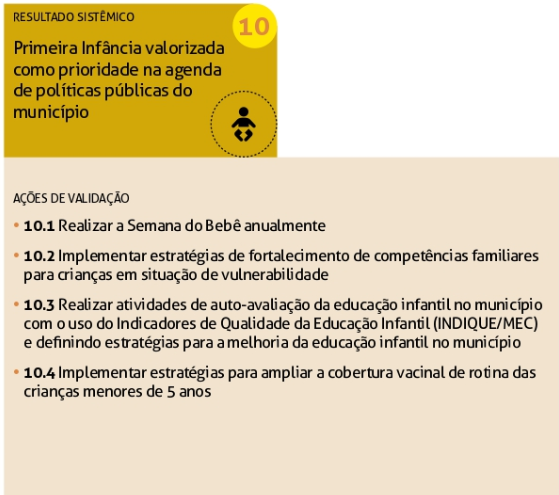 RESULTADO SISTÊMICO
10
Primeira Infância valorizada
como prioridade na agenda
de políticas públicas do
município
AÇÕES DE VALIDAÇÃO
• 10.1 Realizar a Semana do Bebê anualmente
• 10.2 Implementar estratégias de fortalecimento de competências familiares
para crianças em situação de vulnerabilidade
• 10.3 Realizar atividades de auto-avaliação da educação infantil no município
com o uso do Indicadores de Qualidade da Educação Infantil (INDIQUE/MEC)
e definindo estratégias para a melhoria da educação infantil no município
• 10.4 Implementar estratégias para ampliar a cobertura vacinal de rotina das
crianças menores de 5 anos